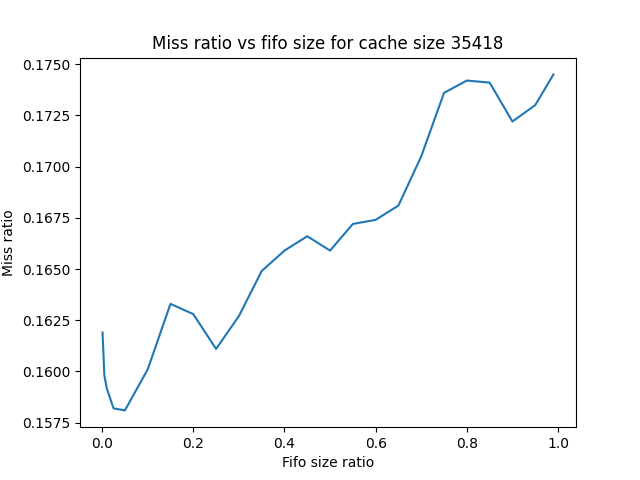 Miss ratio vs fifo size for cache size 35418
0.1750
0.1725
0.1700
0.1675
0.1650
0.1625
0.1600
0.1575
Miss ratio
0.0 0.2 0.4 0.6 0.8 1.0
Fifo size ratio